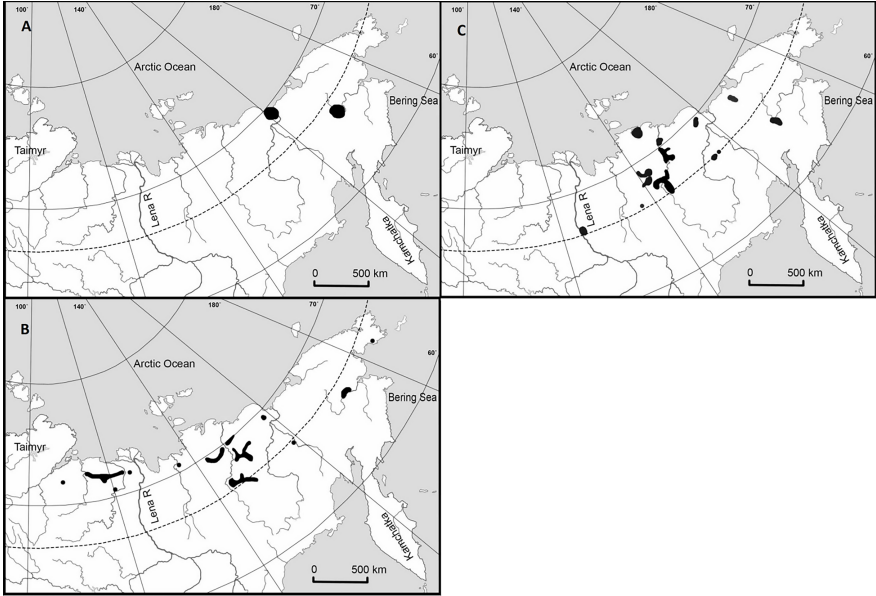 100° 140° 180° 70°
A
Arctic Ocean
60°
Bering Sea
Taimyr
Lena R
Kamchatka
0 500 km
100° 140° 180° 70°
C
Arctic Ocean
60°
Bering Sea
Taimyr
Lena R
Kamchatka
0 500 km
100° 140° 180° 70°
B
Arctic Ocean
60°
Bering Sea
Taimyr
Lena R
Kamchatka
0 500 km